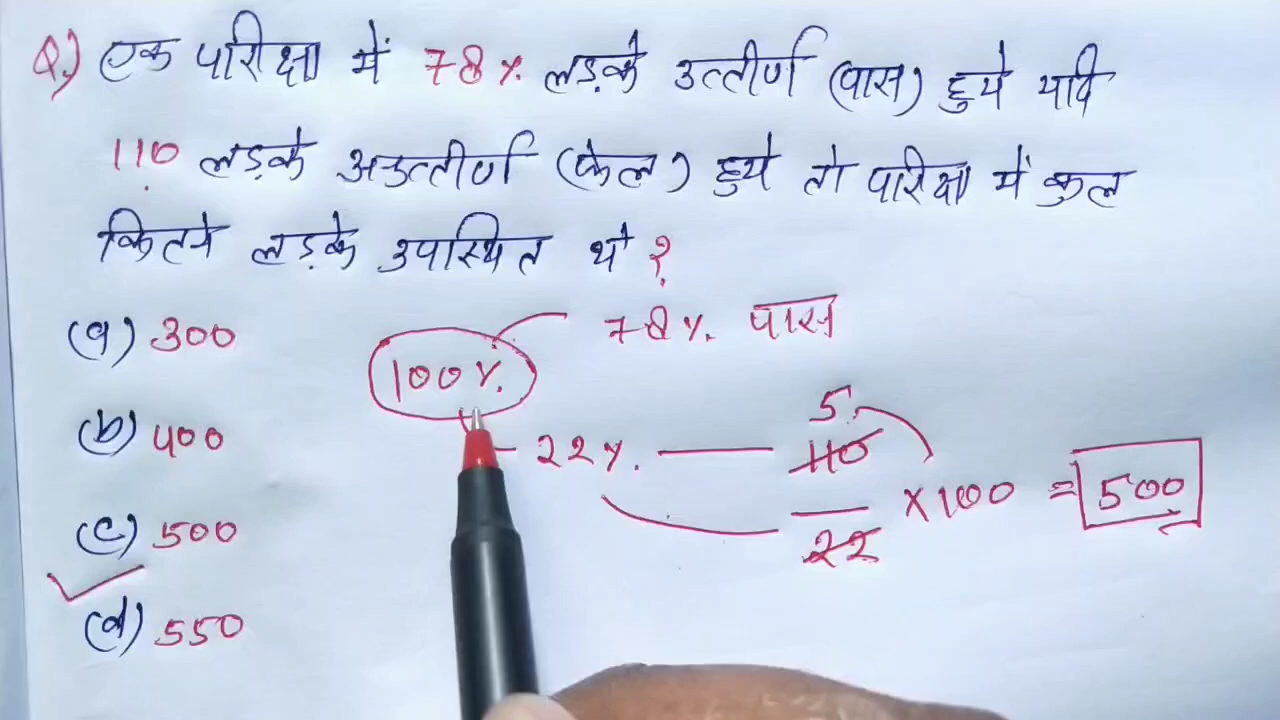 Q.) एक परिक्षा में 78% लड़के उत्तीर्ण (पास) हुये यदि
110 लड़के अउत्तीर्ण (फेल) हुये तो परिक्षा में कुल
कितने लड़के उपस्थित थे ?
(a) 300
(b) 400
(c) 500
(d) 550
78% पास
100%
22% — 110 5
22 × 100 = 500